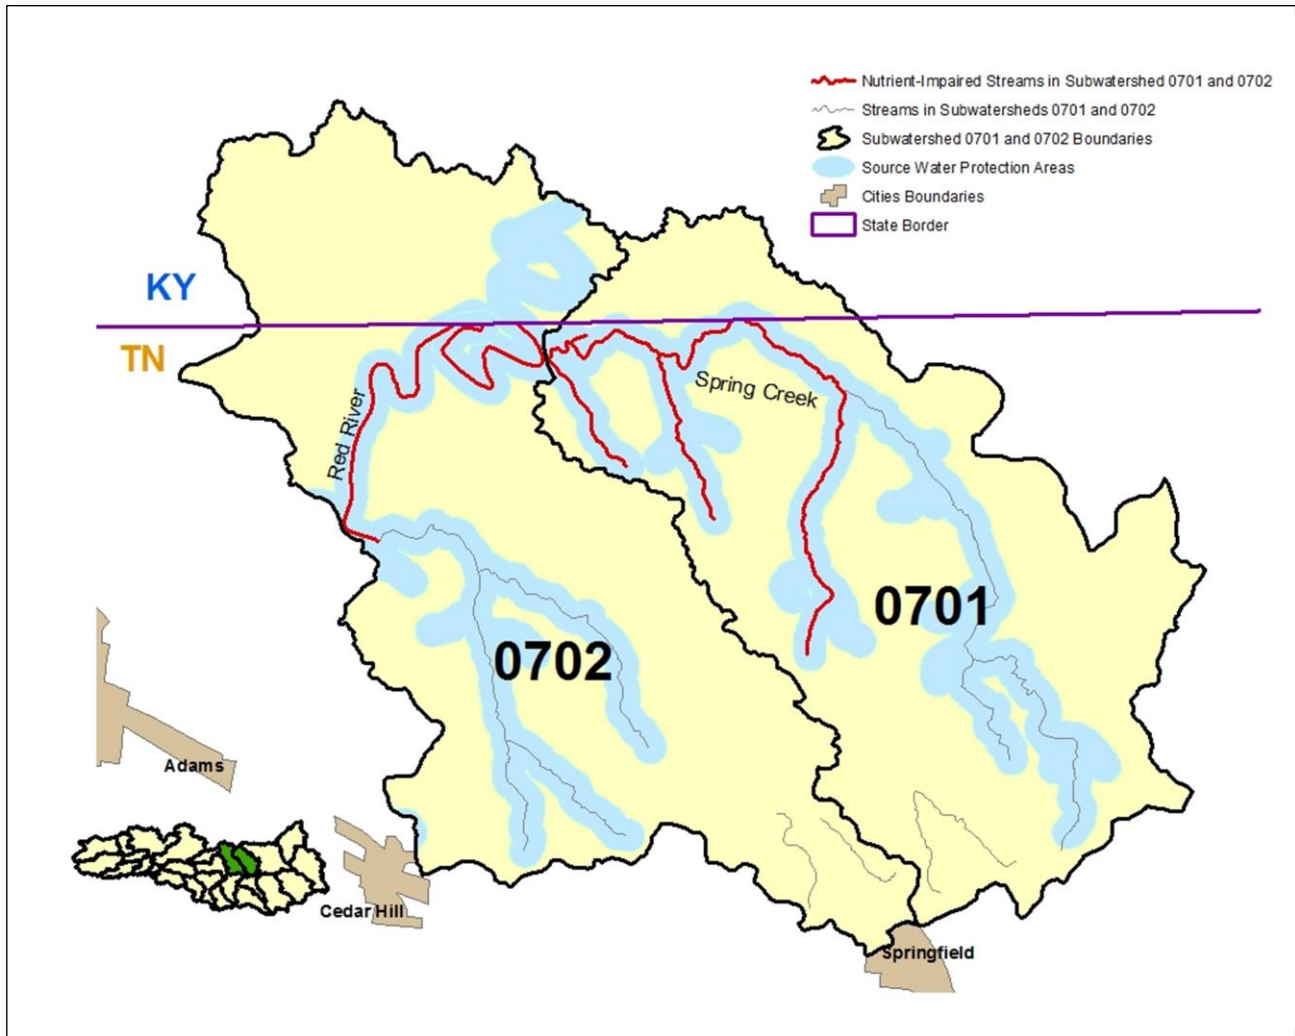 Nutrient-Impaired Streams in Subwatershed 0701 and 0702
Streams in Subwatersheds 0701 and 0702
Subwatershed 0701 and 0702 Boundaries
Source Water Protection Areas
Cities Boundaries
State Border
KY
TN
Spring Creek
Red River
0701
0702
Adams
Cedar Hill
Springfield